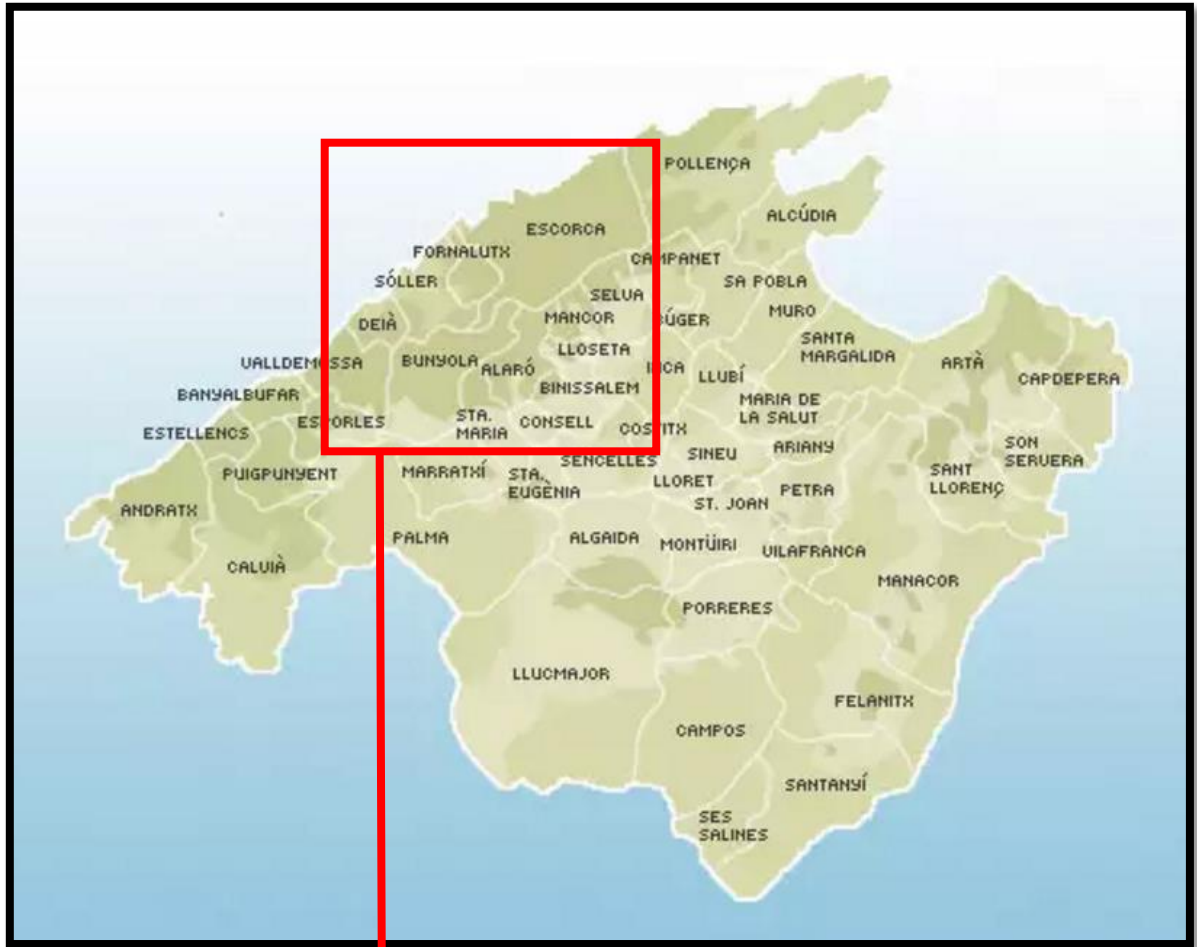 POLLENÇA
ALCÚDIA
ESCORCA
FORNALUTX
CAMPANET
SÓLLER
SA POBLA
SELVA
MURO
DEIÀ
MANCOR
BÚGER
SANTA
MARGALIDA
LLOSETA
VALLDEMOSSA
BUNYOLA
ALARÓ
INCA
LLUBÍ
ARTÀ
CAPDEPERA
BINISSALEM
BANYALBUFAR
MARIA DE
LA SALUT
ESPORLES
STA.
MARIA
CONSELL
COSTITX
ESTELLENCS
ARIANY
SON
SERVERA
SINEU
SENCELLES
PUIGPUNYENT
MARRATXÍ
STA.
EUGÈNIA
LLORET
SANT
LLORENÇ
PETRA
ST. JOAN
ANDRATX
PALMA
ALGAIDA
MONTÜIRI
VILAFRANCA
CALVIÀ
MANACOR
PORRERES
LLUCMAJOR
FELANITX
CAMPOS
SANTANYÍ
SES
SALINES